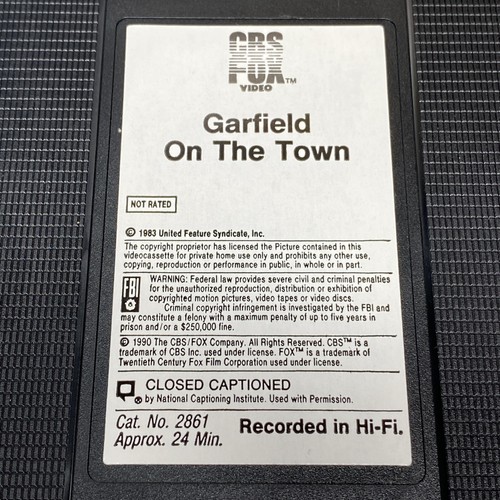 CBS
FOX™
VIDEO
Garfield
On The Town
NOT RATED
© 1983 United Feature Syndicate, Inc.
The copyright proprietor has licensed the Picture contained in this
videocassette for private home use only and prohibits any other use,
copying, reproduction or performance in public, in whole or in part.
FBI
WARNING: Federal law provides severe civil and criminal penalties
for the unauthorized reproduction, distribution or exhibition of
copyrighted motion pictures, video tapes or video discs.
Criminal copyright infringement is investigated by the FBI and
may constitute a felony with a maximum penalty of up to five years in
prison and/or a $250,000 fine.
© 1990 The CBS/FOX Company. All Rights Reserved. CBS™ is a
trademark of CBS Inc. used under license. FOX™ is a trademark of
Twentieth Century Fox Film Corporation used under license.
CLOSED CAPTIONED
® by National Captioning Institute. Used with Permission.
Cat. No. 2861
Approx. 24 Min.
Recorded in Hi-Fi.